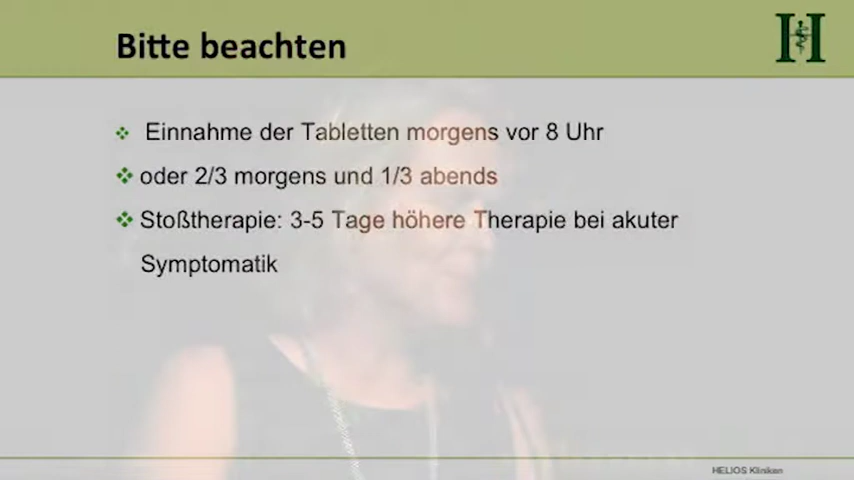 Bitte beachten
H
Einnahme der Tabletten morgens vor 8 Uhr
oder 2/3 morgens und 1/3 abends
Stoßtherapie: 3-5 Tage höhere Therapie bei akuter
Symptomatik
HELIOS Kliniken